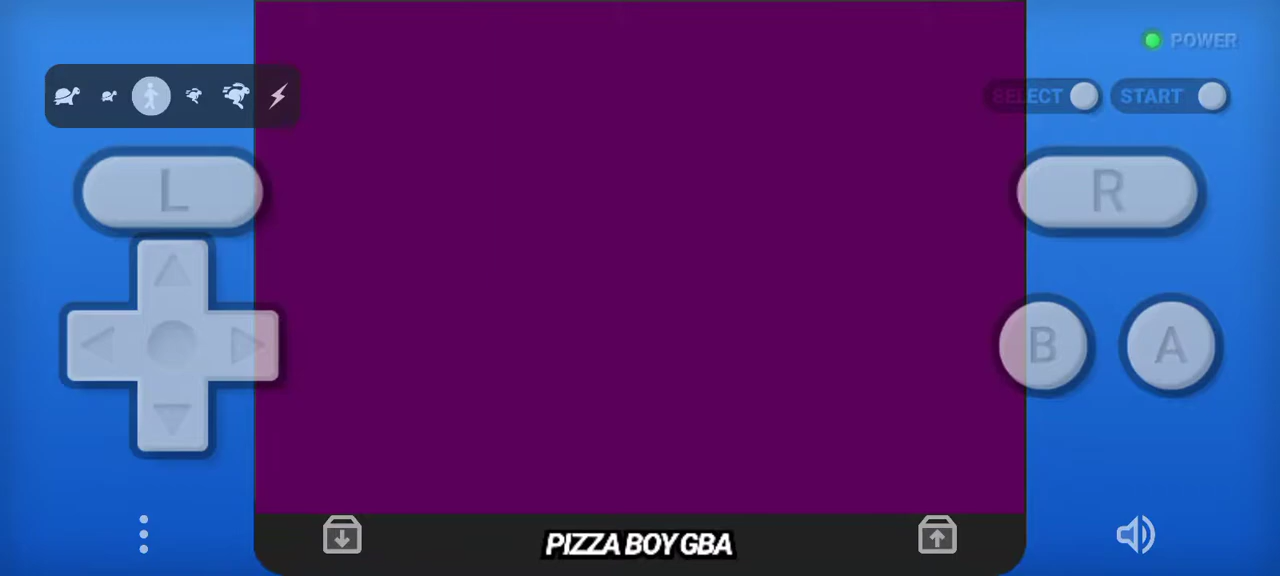 POWER
SELECT START
L R
B A
PIZZA BOY GBA